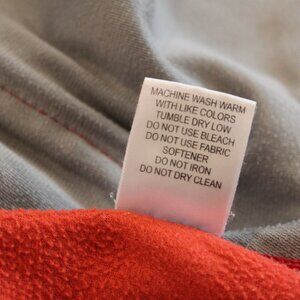 MACHINE WASH WARM
WITH LIKE COLORS
TUMBLE DRY LOW
DO NOT USE BLEACH
DO NOT USE FABRIC
SOFTENER
DO NOT IRON
DO NOT DRY CLEAN